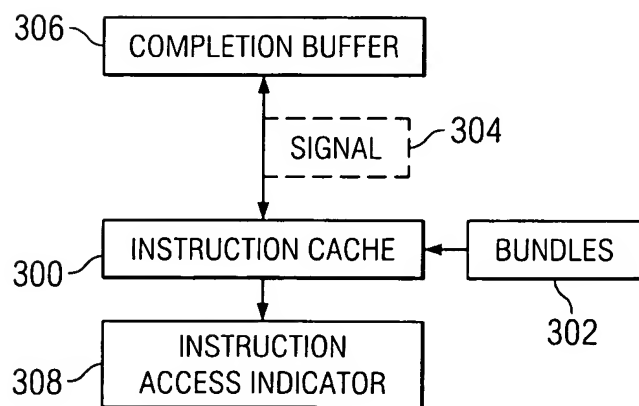 306
COMPLETION BUFFER
SIGNAL
304
300
INSTRUCTION CACHE
BUNDLES
302
308
INSTRUCTION
ACCESS INDICATOR